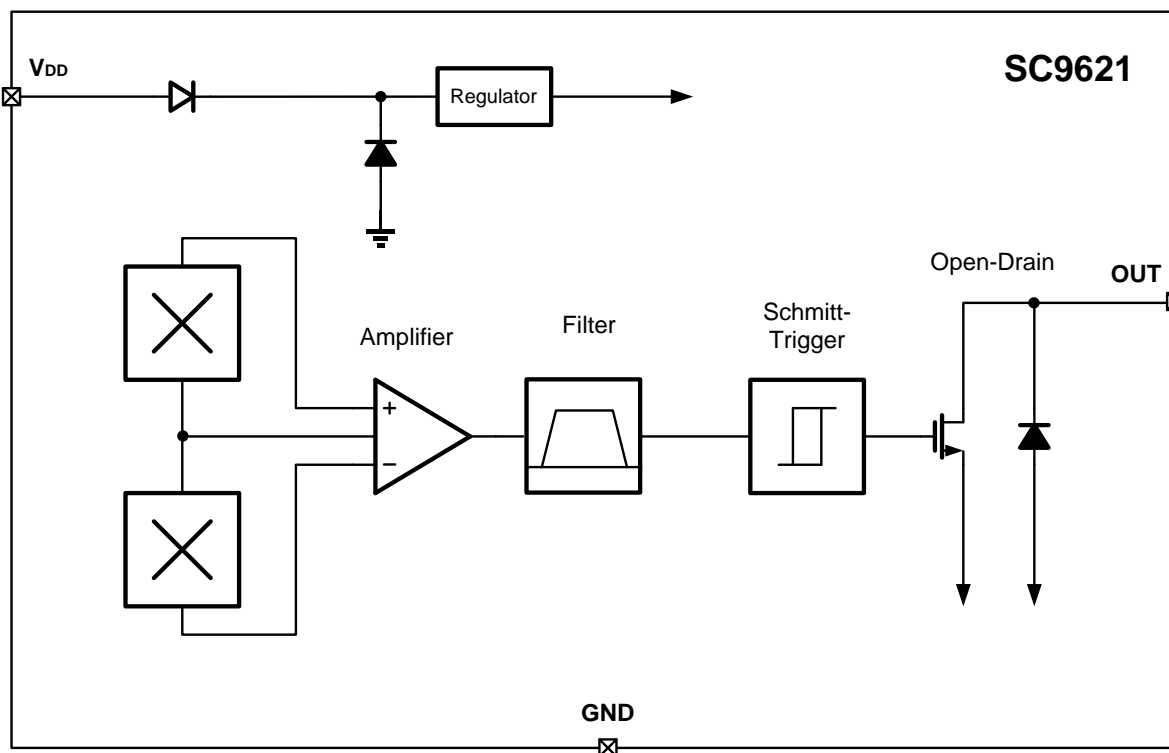 VDD
SC9621
Regulator
Open-Drain
OUT
Schmitt-
Trigger
Filter
Amplifier
+
−
GND